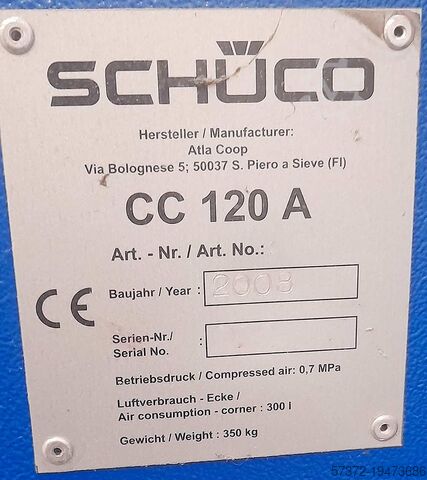 SCHÜCO
Hersteller / Manufacturer:
Atla Coop
Via Bolognese 5; 50037 S. Piero a Sieve (FI)
CC 120 A
Art. - Nr. / Art. No.:
CE
Baujahr / Year : 2008
Serien-Nr./
Serial No. :
Betriebsdruck / Compressed air: 0,7 MPa
Luftverbrauch - Ecke /
Air consumption - corner : 300 l
Gewicht / Weight : 350 kg
57372-19473686